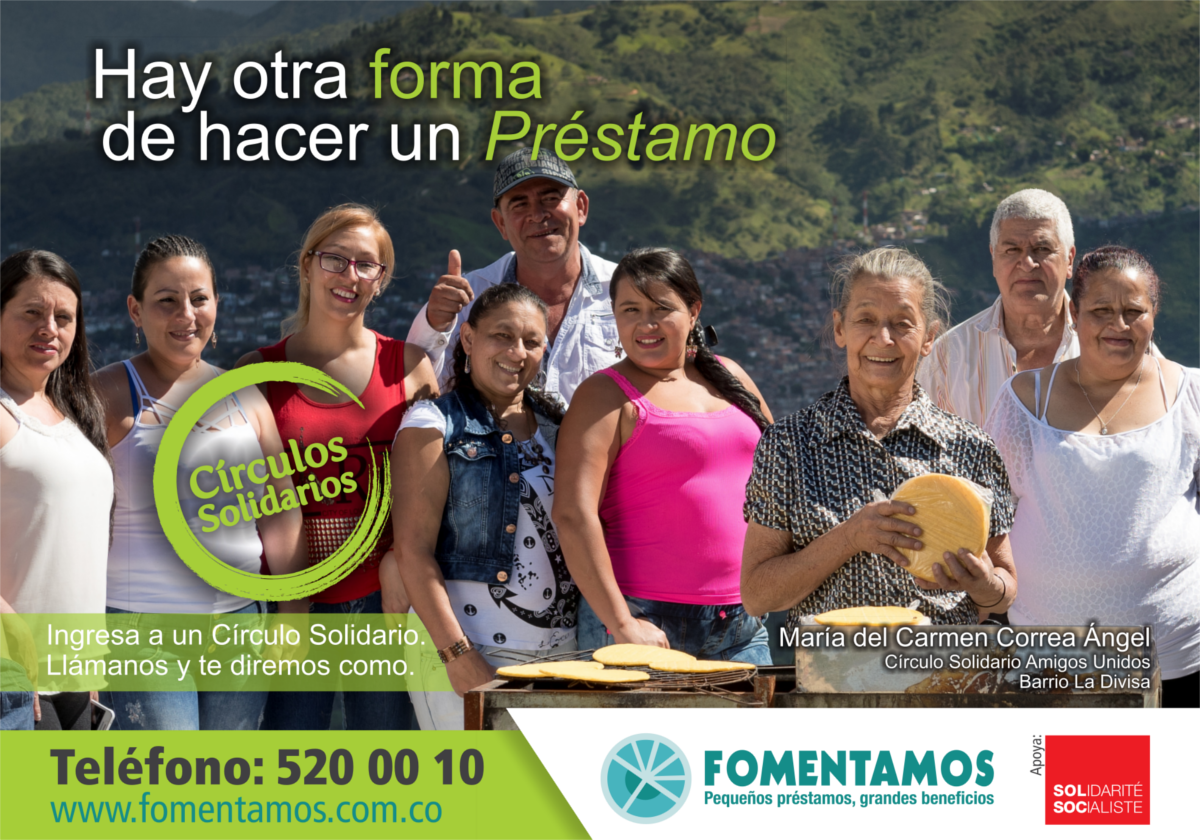 Hay otra forma
de hacer un Préstamo
Círculos
Solidarios
Ingresa a un Círculo Solidario.
Llámanos y te diremos como.
María del Carmen Correa Ángel
Círculo Solidario Amigos Unidos
Barrio La Divisa
Teléfono: 520 00 10
www.fomentamos.com.co
FOMENTAMOS
Pequeños préstamos, grandes beneficios
Apoya:
SOLIDARITÉ
SOCIALISTE